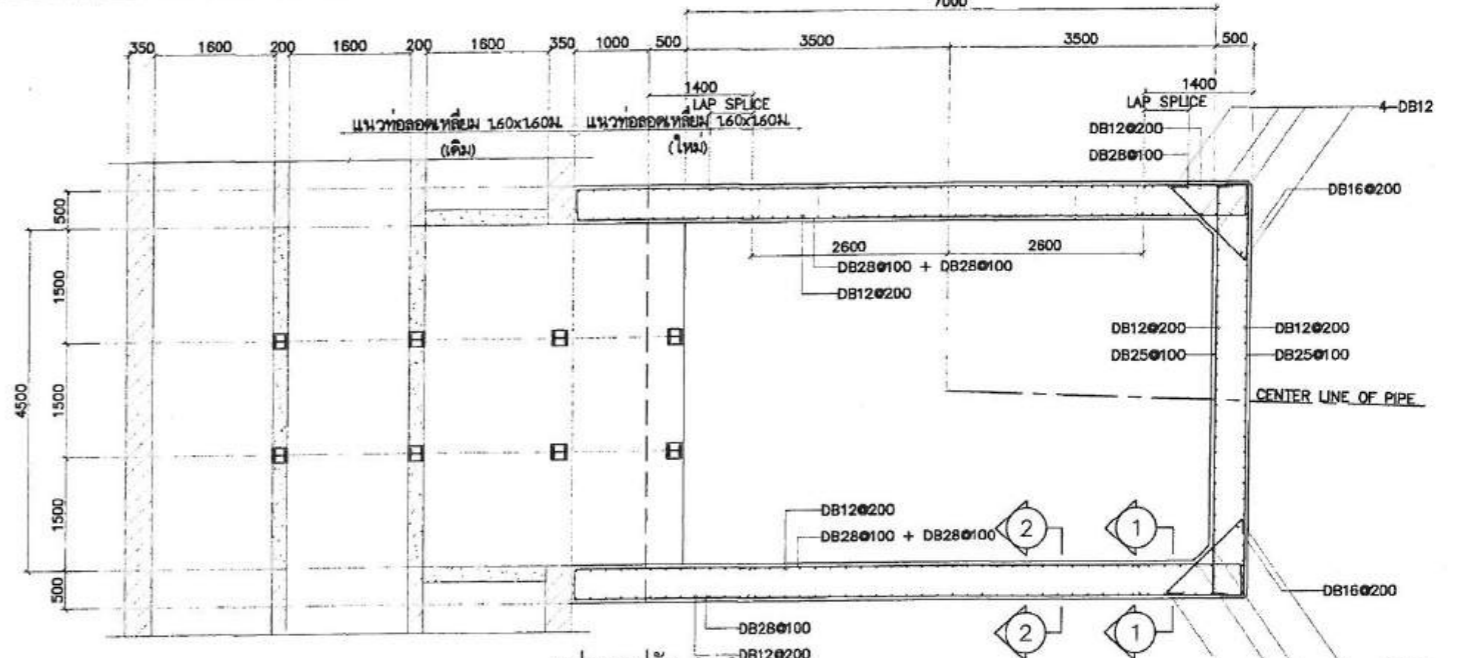 7000
350 1600 200 1600 200 1600 350 1000 500 3500 3500 500
1400 1400
LAP SPLICE LAP SPLICE 4-DB12
แนวท่อลอดเหลี่ยม 1.60x1.60ม. แนวท่อลอดเหลี่ยม 1.60x1.60ม. DB12@200
(เดิม) (ใหม่) DB28@100
DB16@200
500
2600 2600
DB28@100 + DB28@100
DB12@200
1500
DB12@200 DB12@200
DB25@100 DB25@100
4500 1500 CENTER LINE OF PIPE
1500
DB12@200
DB28@100 + DB28@100 2 1
500
DB16@200
DB28@100 2 1
DB12@200